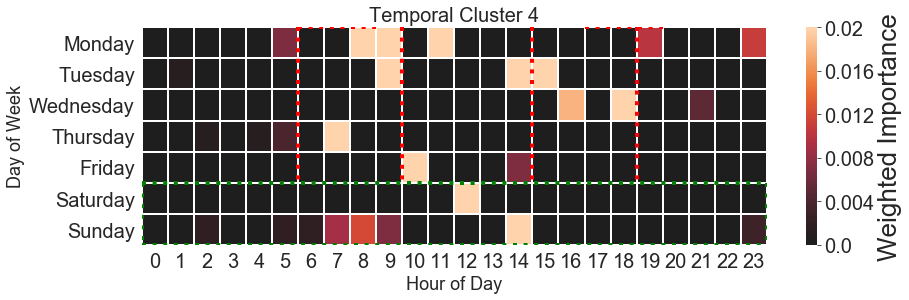 Temporal Cluster 4
Day of Week
Monday
Tuesday
Wednesday
Thursday
Friday
Saturday
Sunday
0 1 2 3 4 5 6 7 8 9 10 11 12 13 14 15 16 17 18 19 20 21 22 23
Hour of Day
0.02
0.016
0.012
0.008
0.004
0.0
Weighted Importance